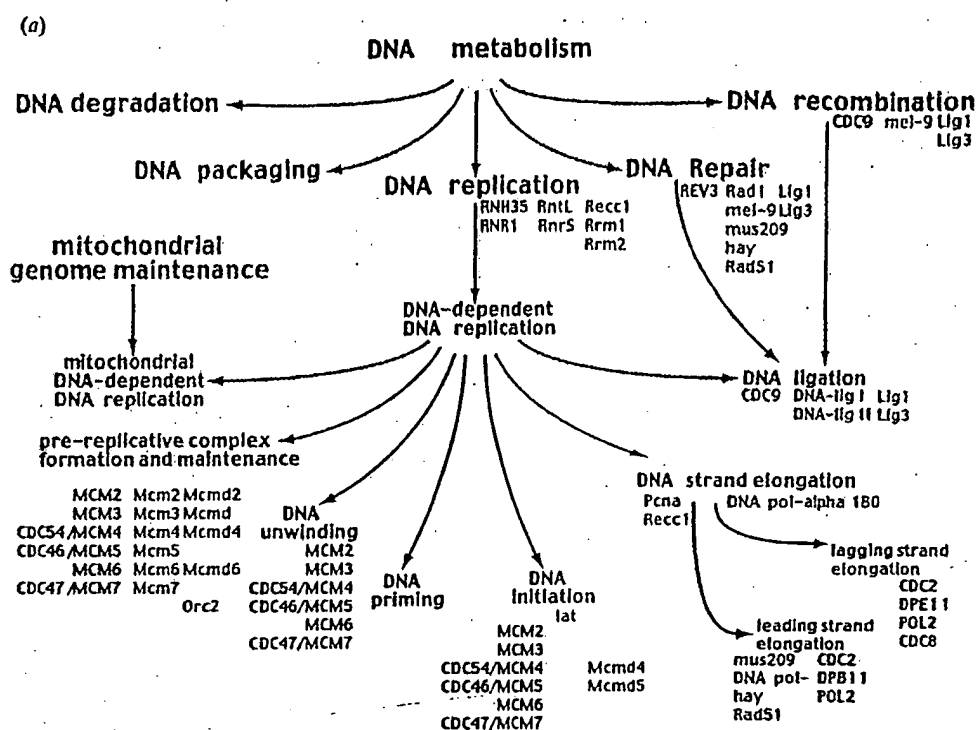 (a)
DNA metabolism
DNA degradation
DNA recombination
CDC9 mei-9 Lig1
Lig3
DNA packaging
DNA replication
RNH35 RntL Recc1
RNR1 RnrS Rrm1
Rrm2
DNA Repair
REV3 Rad1 Lig1
mei-9 Lig3
mus209
hay
Rad51
mitochondrial
genome maintenance
DNA-dependent
DNA replication
mitochondrial
DNA-dependent
DNA replication
DNA ligation
CDC9 DNA-lig I Lig1
DNA-lig II Lig3
pre-replicative complex
formation and maintenance
MCM2 Mcm2 Mcmd2
MCM3 Mcm3 Mcmd
CDC54/MCM4 Mcm4 Mcmd4
CDC46/MCM5 Mcm5
MCM6 Mcm6 Mcmd6
CDC47/MCM7 Mcm7
Orc2
DNA
unwinding
MCM2
MCM3
CDC54/MCM4
CDC46/MCM5
MCM6
CDC47/MCM7
DNA
priming
DNA
initiation
lat
MCM2
MCM3
CDC54/MCM4 Mcmd4
CDC46/MCM5 Mcmd5
MCM6
CDC47/MCM7
DNA strand elongation
Pcna DNA pol-alpha 180
Recc1
lagging strand
elongation
CDC2
DPE11
POL2
CDC8
leading strand
elongation
mus209 CDC2
DNA pol- DPB11
hay POL2
Rad51